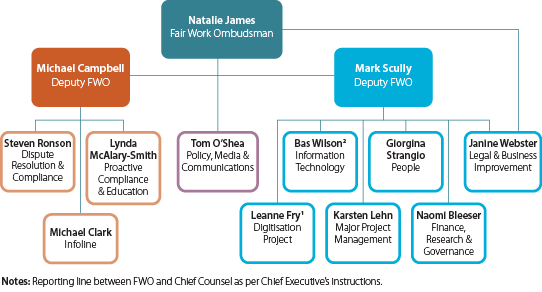 Natalie James
Fair Work Ombudsman
Michael Campbell
Deputy FWO
Mark Scully
Deputy FWO
Steven Ronson
Dispute
Resolution &
Compliance
Lynda
McAlary-Smith
Proactive
Compliance
& Education
Tom O'Shea
Policy, Media &
Communications
Bas Wilson²
Information
Technology
Giorgina
Strangio
People
Janine Webster
Legal & Business
Improvement
Michael Clark
Infoline
Leanne Fry¹
Digitisation
Project
Karsten Lehn
Major Project
Management
Naomi Bleeser
Finance,
Research &
Governance
Notes: Reporting line between FWO and Chief Counsel as per Chief Executive's instructions.